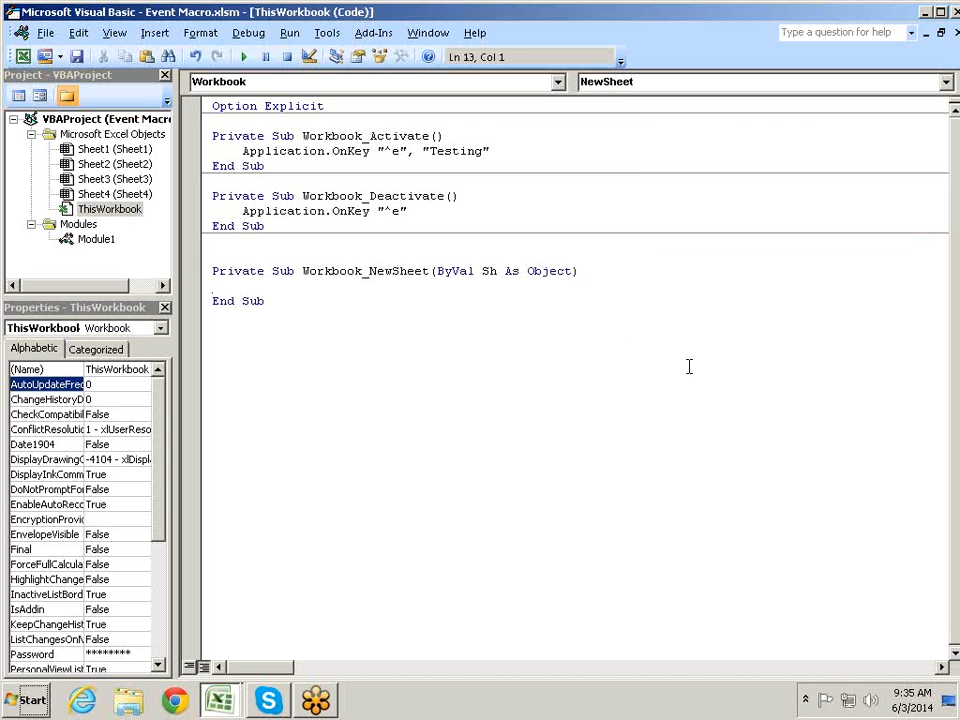 Microsoft Visual Basic - Event Macro.xlsm - [ThisWorkbook (Code)]
File Edit View Insert Format Debug Run Tools Add-Ins Window Help
Type a question for help
Ln 13, Col 1
Project - VBAProject
Workbook
NewSheet
VBAProject (Event Macr
Microsoft Excel Objects
Sheet1 (Sheet1)
Sheet2 (Sheet2)
Sheet3 (Sheet3)
Sheet4 (Sheet4)
ThisWorkbook
Modules
Module1
Option Explicit
Private Sub Workbook_Activate()
Application.OnKey "^e", "Testing"
End Sub
Private Sub Workbook_Deactivate()
Application.OnKey "^e"
End Sub
Private Sub Workbook_NewSheet(ByVal Sh As Object)
End Sub
Properties - ThisWorkbook
ThisWorkbook Workbook
Alphabetic Categorized
(Name) ThisWorkbook
AutoUpdateFreq 0
ChangeHistoryD 0
CheckCompatibil False
ConflictResolutic 1 - xlUserReso
Date1904 False
DisplayDrawingC -4104 - xlDispl
DisplayInkComm True
DoNotPromptFor False
EnableAutoReco True
EncryptionProvic
EnvelopeVisible False
Final False
ForceFullCalcula False
HighlightChange False
InactiveListBord True
IsAddin False
KeepChangeHist True
ListChangesOnN False
Password ********
PersonalViewList True
Start
9:35 AM
6/3/2014